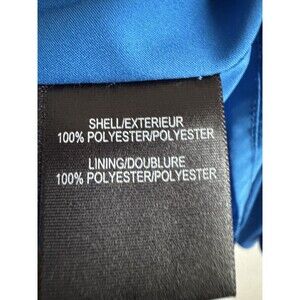 SHELL/EXTERIEUR
100% POLYESTER/POLYESTER
LINING/DOUBLURE
100% POLYESTER/POLYESTER